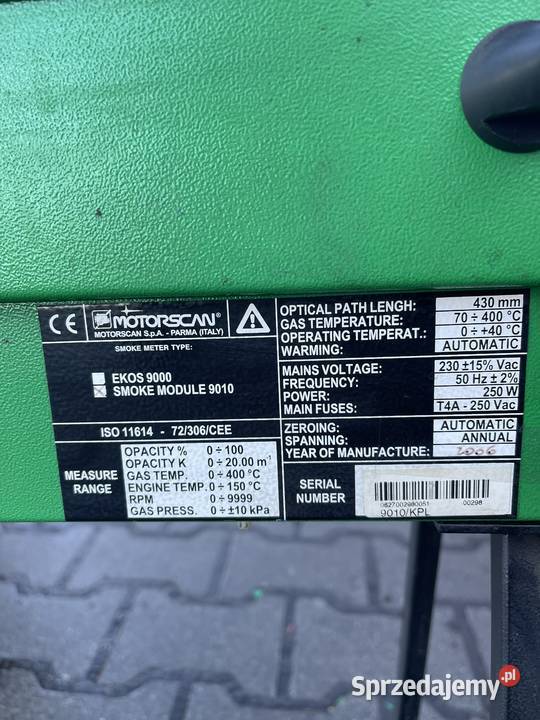 CE MOTORSCAN®
MOTORSCAN S.p.A. - PARMA (ITALY)
SMOKE METER TYPE:
EKOS 9000
SMOKE MODULE 9010
ISO 11614 - 72/306/CEE
MEASURE RANGE
OPACITY % 0 ÷ 100
OPACITY K 0 ÷ 20.00 m⁻¹
GAS TEMP. 0 ÷ 400 °C
ENGINE TEMP. 0 ÷ 150 °C
RPM 0 ÷ 9999
GAS PRESS. 0 ÷ ±10 kPa
OPTICAL PATH LENGH: 430 mm
GAS TEMPERATURE: 70 ÷ 400 °C
OPERATING TEMPERAT.: 0 ÷ +40 °C
WARMING: AUTOMATIC
MAINS VOLTAGE: 230 ±15% Vac
FREQUENCY: 50 Hz ± 2%
POWER: 250 W
MAIN FUSES: T4A - 250 Vac
ZEROING: AUTOMATIC
SPANNING: ANNUAL
YEAR OF MANUFACTURE: 2006
SERIAL NUMBER
0627002980051 00298
9010/KPL
Sprzedajemy.pl